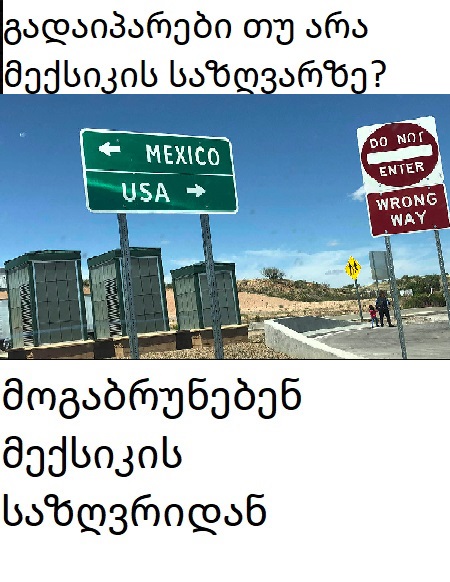 გადაიპარები თუ არა
მექსიკის საზღვარზე?
← MEXICO
USA →
DO NOT
ENTER
WRONG
WAY
მოგაბრუნებენ
მექსიკის
საზღვრიდან